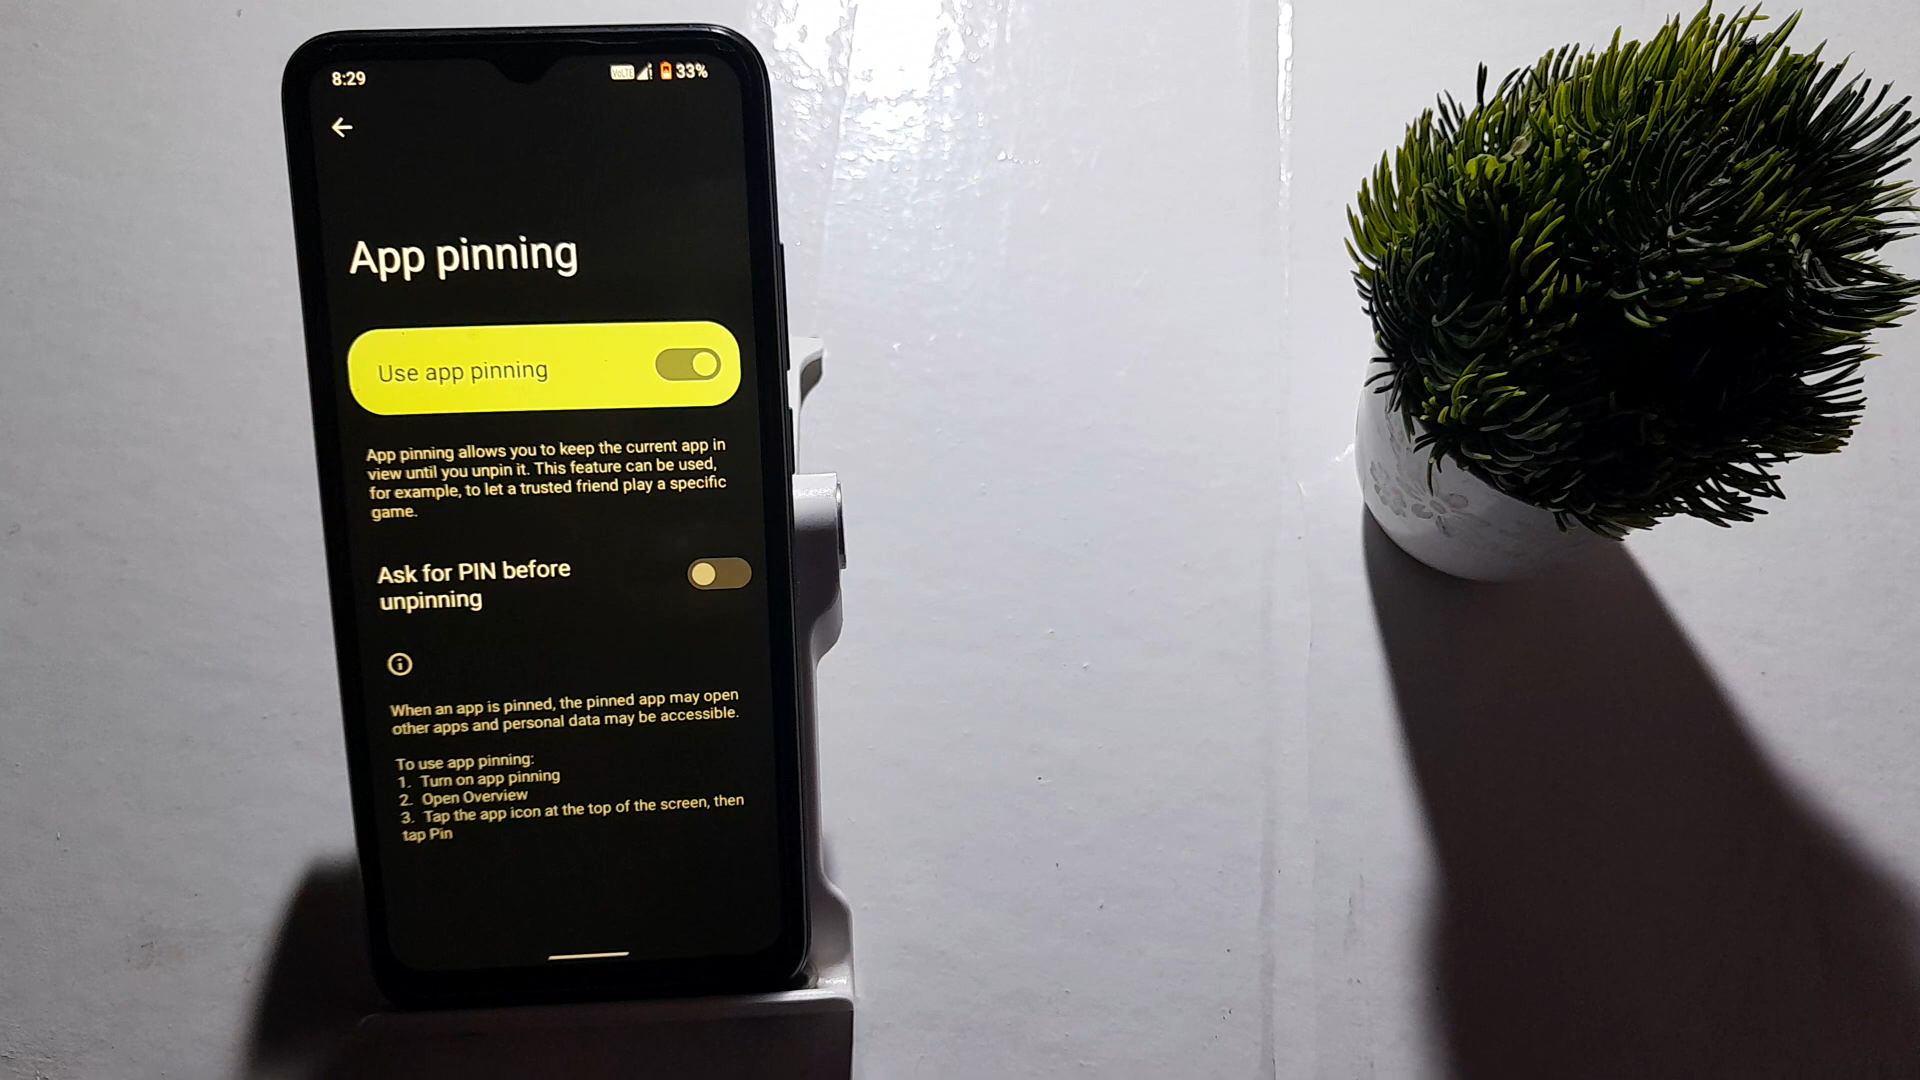 8:29 VoLTE 33%
App pinning
Use app pinning
App pinning allows you to keep the current app in
view until you unpin it. This feature can be used,
for example, to let a trusted friend play a specific
game.
Ask for PIN before
unpinning
When an app is pinned, the pinned app may open
other apps and personal data may be accessible.
To use app pinning:
1. Turn on app pinning
2. Open Overview
3. Tap the app icon at the top of the screen, then
tap Pin